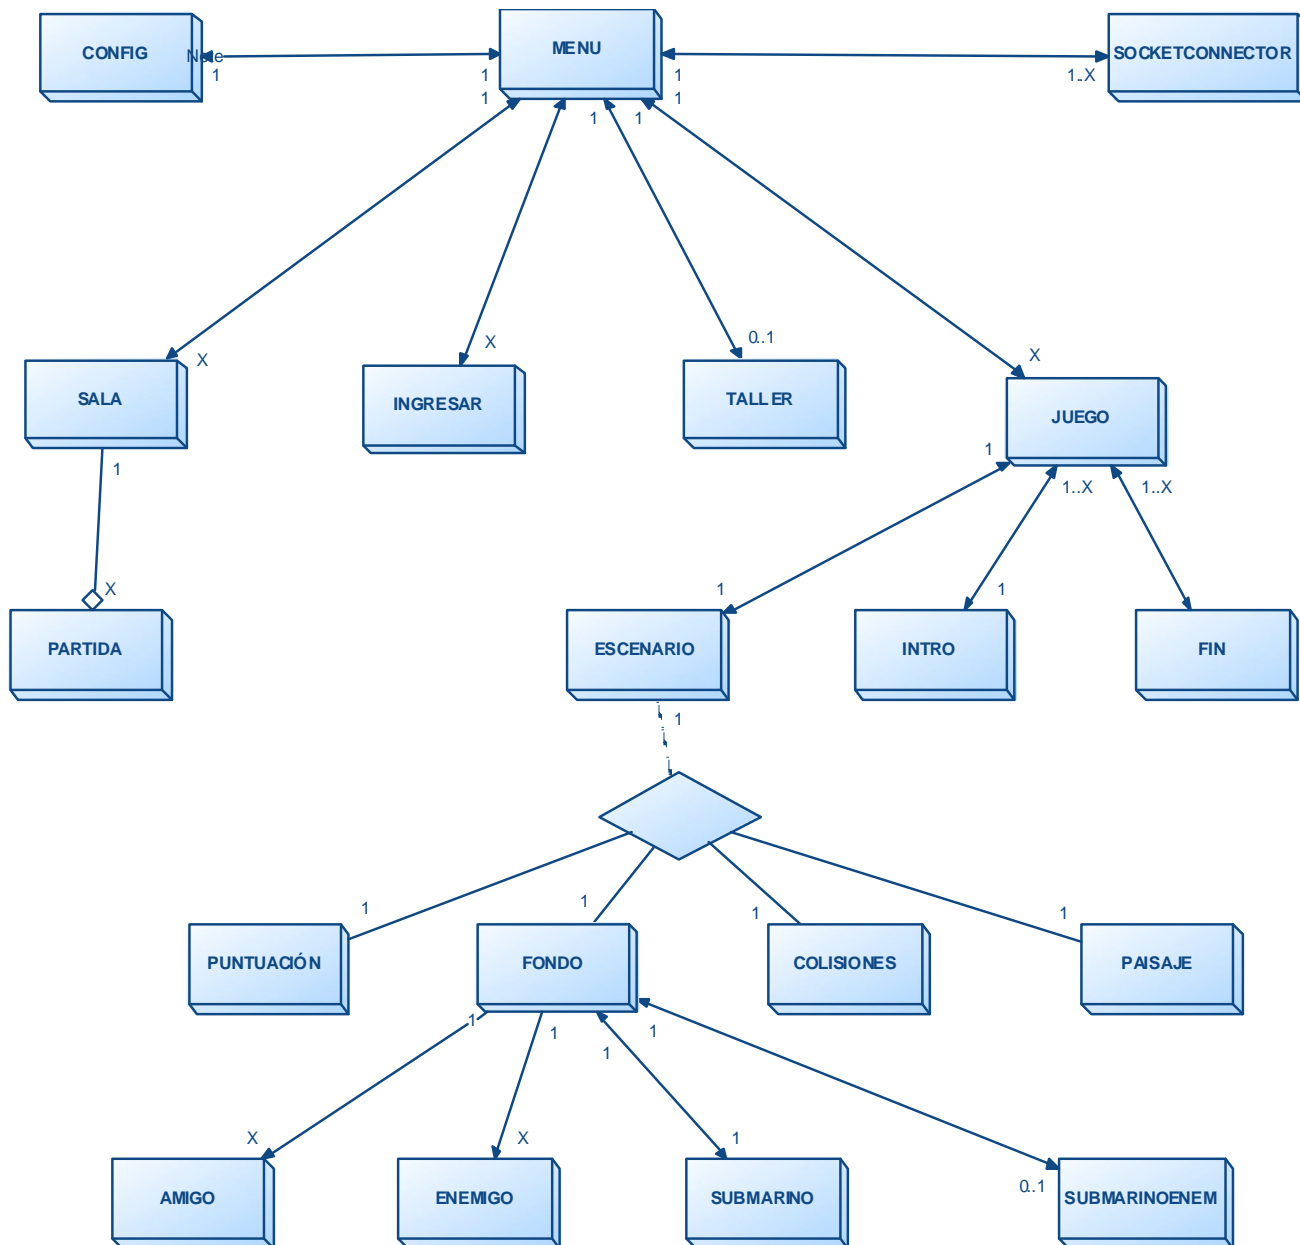 CONFIG
MENU
SOCKETCONNECTOR
Note
1
1
1
1..X
1
1
1
1
X
X
0..1
X
SALA
INGRESAR
TALLER
JUEGO
1
1
1..X
1..X
X
1
1
PARTIDA
ESCENARIO
INTRO
FIN
1
1
1
1
1
PUNTUACIÓN
FONDO
COLISIONES
PAISAJE
1
1
1
1
X
X
1
0..1
AMIGO
ENEMIGO
SUBMARINO
SUBMARINOENEM